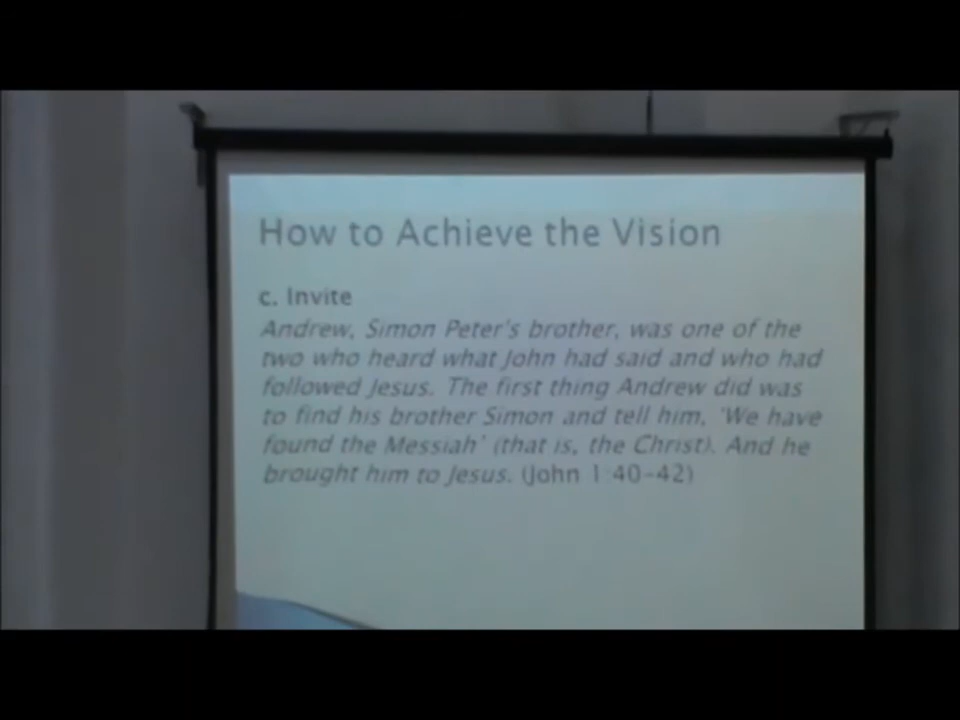 How to Achieve the Vision
c. Invite
Andrew, Simon Peter's brother, was one of the
two who heard what John had said and who had
followed Jesus. The first thing Andrew did was
to find his brother Simon and tell him, 'We have
found the Messiah' (that is, the Christ). And he
brought him to Jesus. (John 1:40-42)